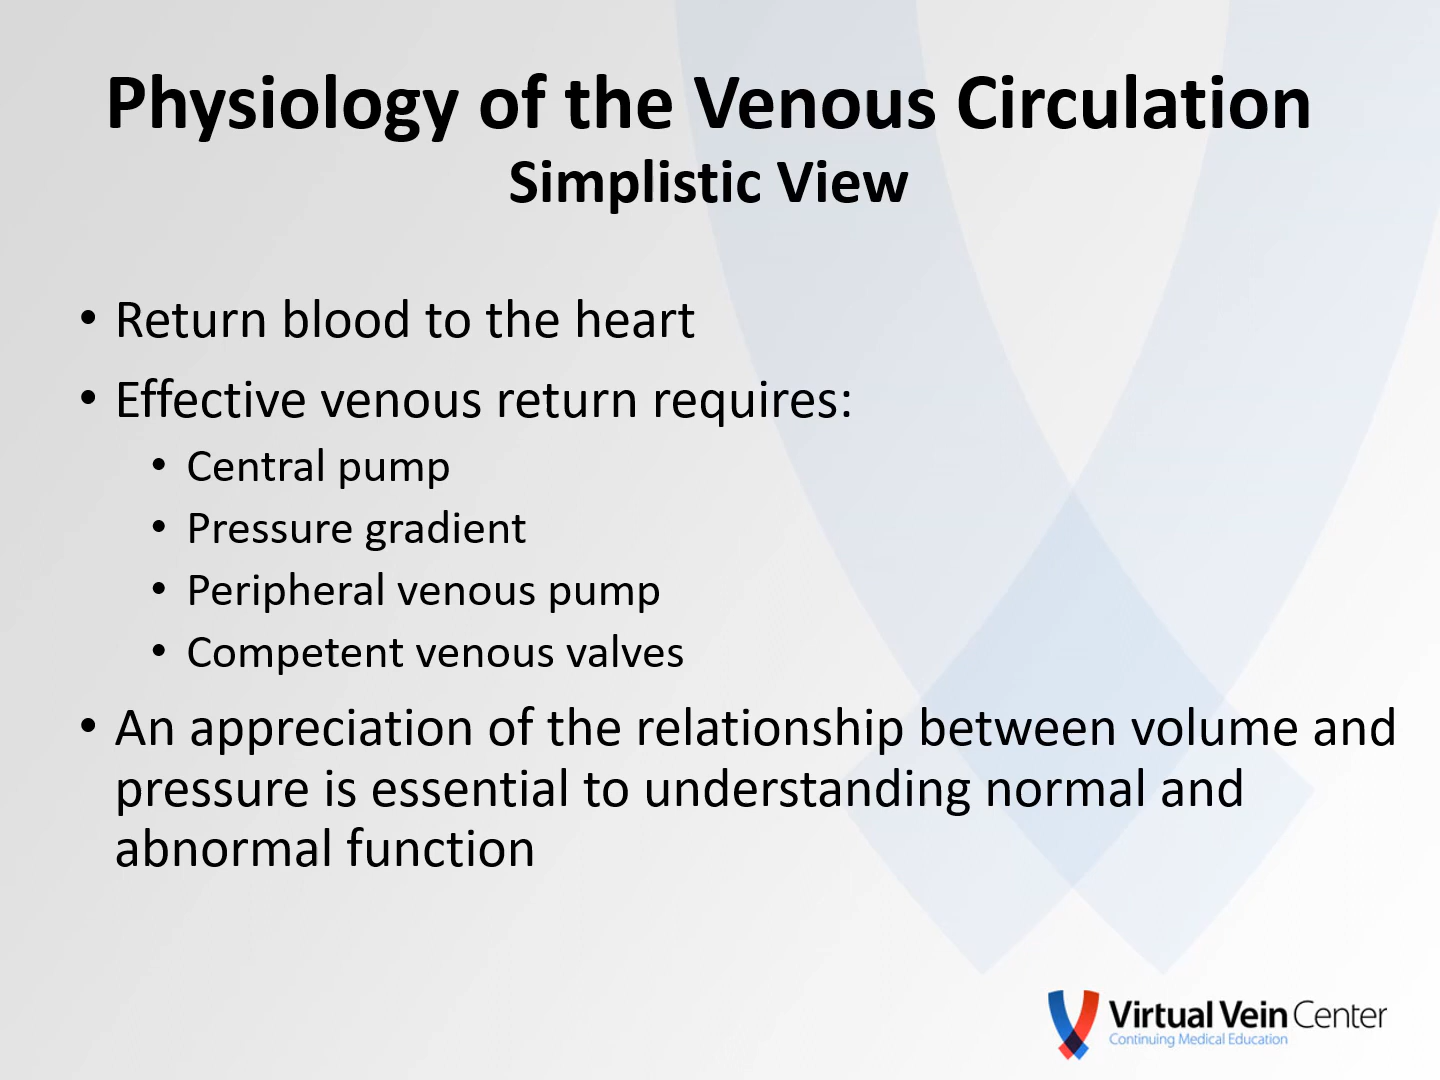 Physiology of the Venous Circulation
Simplistic View
• Return blood to the heart
• Effective venous return requires:
• Central pump
• Pressure gradient
• Peripheral venous pump
• Competent venous valves
• An appreciation of the relationship between volume and
pressure is essential to understanding normal and
abnormal function
Virtual Vein Center
Continuing Medical Education